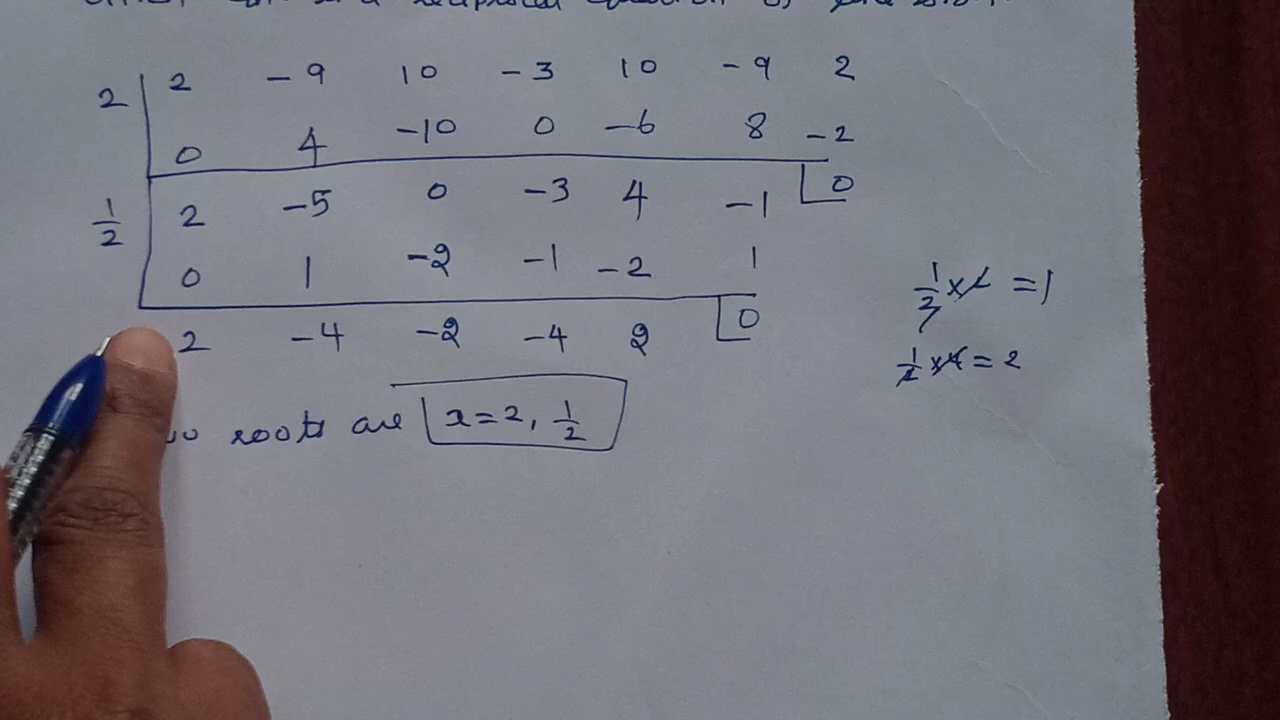 equation of
2 | 2 -9 10 -3 10 -9 2
0 4 -10 0 -6 8 -2
1/2 | 2 -5 0 -3 4 -1 | 0
0 1 -2 -1 -2 1
2 -4 -2 -4 2 | 0
1/2 × 2 = 1
1/2 × 4 = 2
roots are x = 2, 1/2